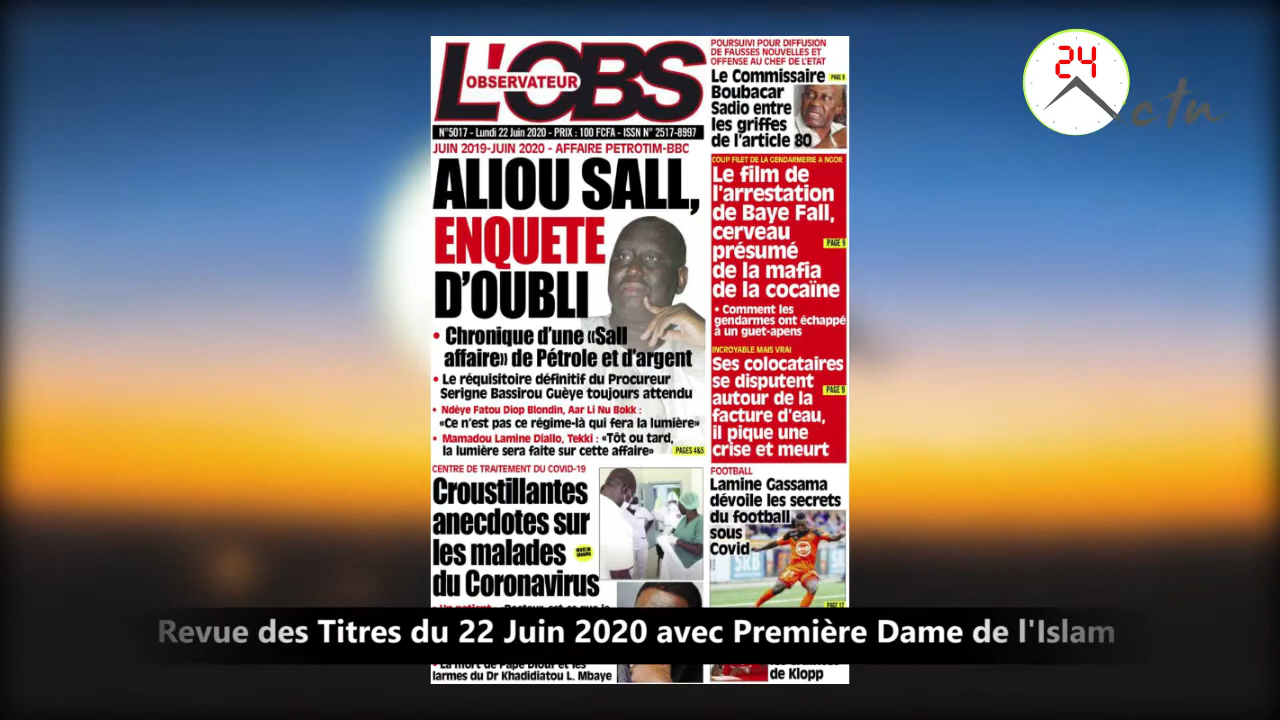 L'OBS
OBSERVATEUR
N°5017 - Lundi 22 Juin 2020 - PRIX : 100 FCFA - ISSN N° 2517-8997
JUIN 2019-JUIN 2020 - AFFAIRE PETROTIM-BBC
ALIOU SALL,
ENQUETE
D'OUBLI
• Chronique d'une «Sall
affaire» de Pétrole et d'argent
• Le réquisitoire définitif du Procureur
Serigne Bassirou Guèye toujours attendu
• Ndèye Fatou Diop Blondin, Aar Li Nu Bokk :
«Ce n'est pas ce régime-là qui fera la lumière»
• Mamadou Lamine Diallo, Tekki : «Tôt ou tard,
la lumière sera faite sur cette affaire»
PAGES 4&5
CENTRE DE TRAITEMENT DU COVID-19
Croustillantes
anecdotes sur
les malades
du Coronavirus
POURSUIVI POUR DIFFUSION
DE FAUSSES NOUVELLES ET
OFFENSE AU CHEF DE L'ETAT
Le Commissaire
PAGE 8
Boubacar
Sadio entre
les griffes
de l'article 80
COUP FILET DE LA GENDARMERIE A NGOR
Le film de
l'arrestation
de Baye Fall,
cerveau
PAGE 9
présumé
de la mafia
de la cocaïne
• Comment les
gendarmes ont échappé
à un guet-apens
INCROYABLE MAIS VRAI
Ses colocataires
se disputent
PAGE 9
autour de la
facture d'eau,
il pique une
crise et meurt
FOOTBALL
Lamine Gassama
dévoile les secrets
du football
sous
Covid
PAGE 12
24
ctu
Revue des Titres du 22 Juin 2020 avec Première Dame de l'Islam
• La mort de Pape Diouf et les
larmes du Dr Khadidiatou L. Mbaye
de Klopp